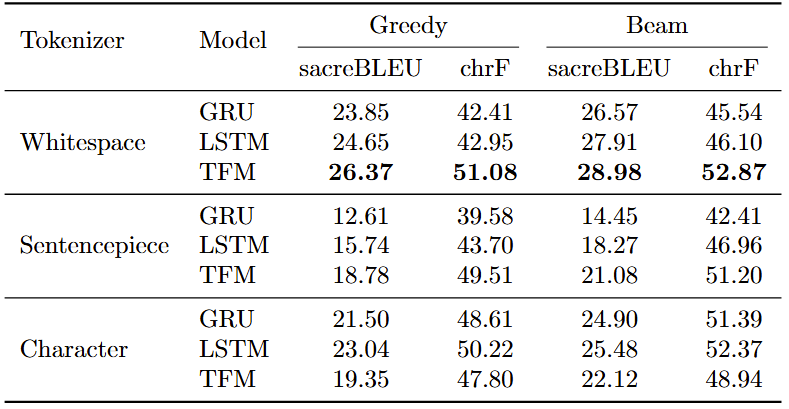 Tokenizer Model Greedy Beam
sacreBLEU chrF sacreBLEU chrF
GRU 23.85 42.41 26.57 45.54
Whitespace LSTM 24.65 42.95 27.91 46.10
TFM 26.37 51.08 28.98 52.87
GRU 12.61 39.58 14.45 42.41
Sentencepiece LSTM 15.74 43.70 18.27 46.96
TFM 18.78 49.51 21.08 51.20
GRU 21.50 48.61 24.90 51.39
Character LSTM 23.04 50.22 25.48 52.37
TFM 19.35 47.80 22.12 48.94